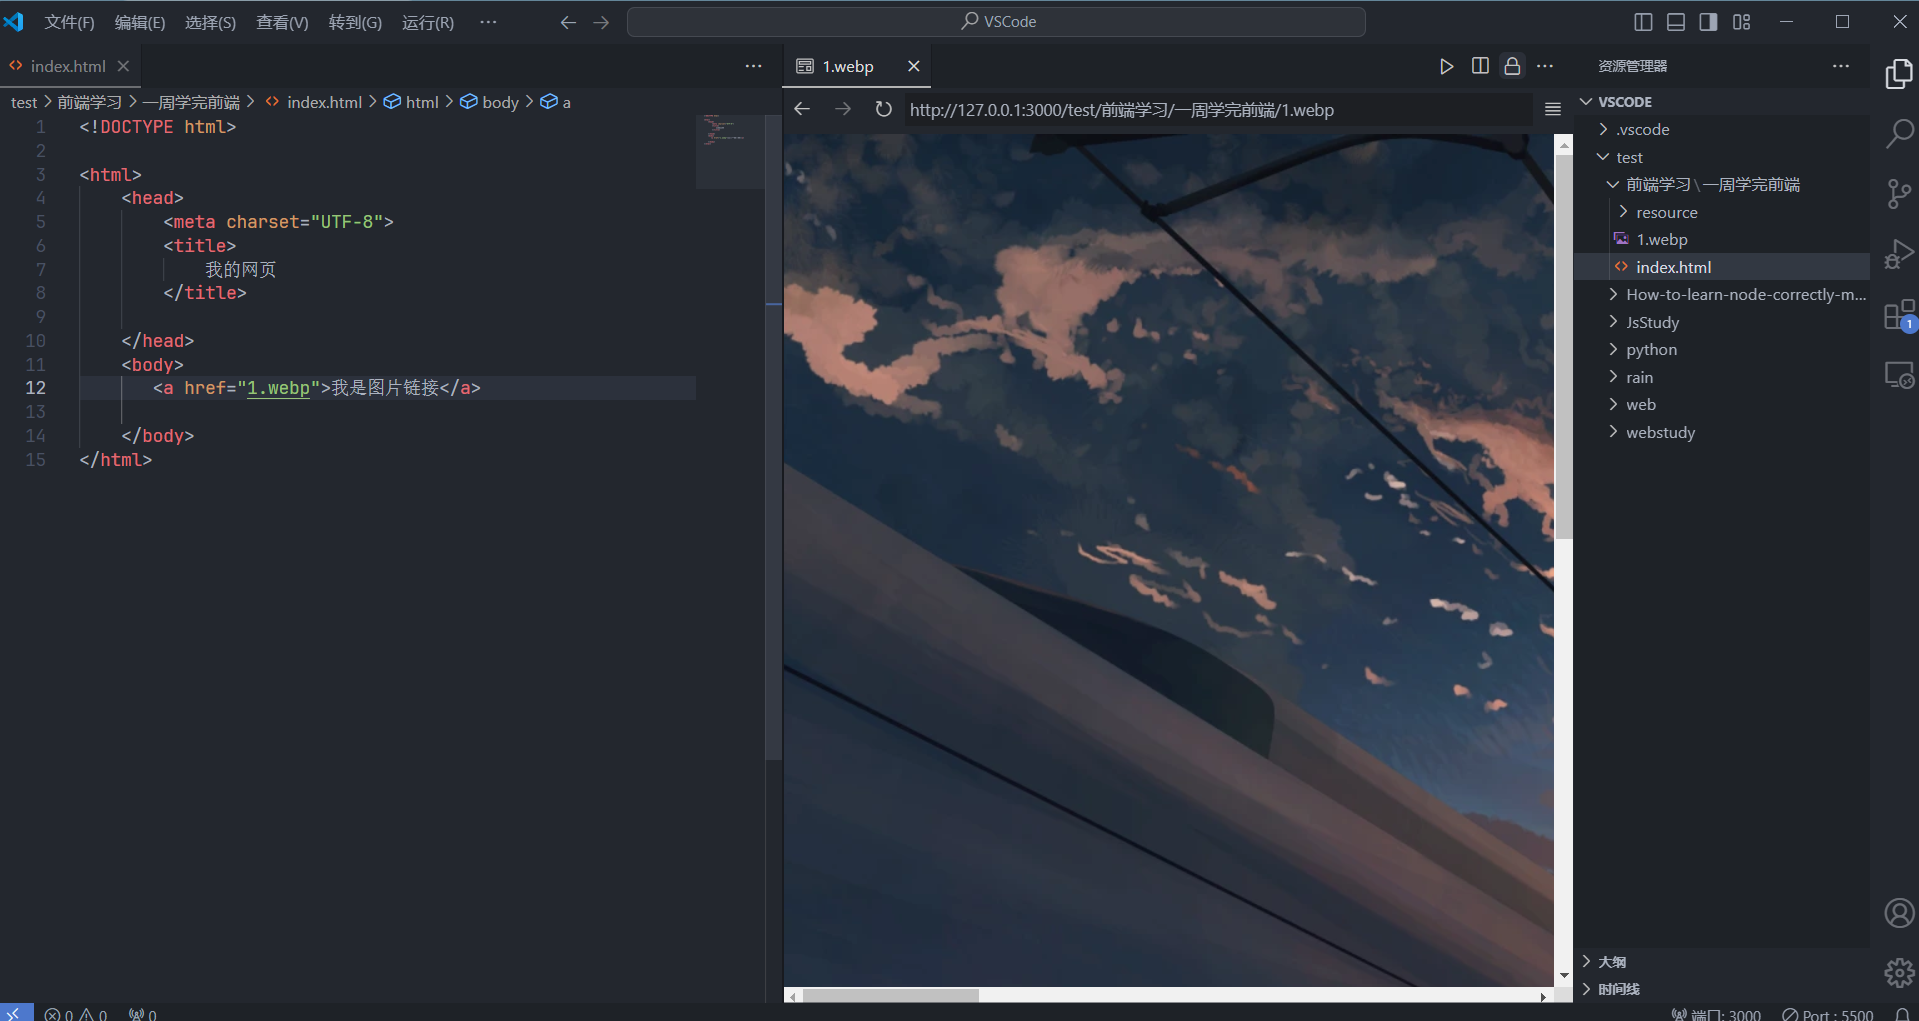 文件(F) 编辑(E) 选择(S) 查看(V) 转到(G) 运行(R) ··· VSCode
index.html
test > 前端学习 > 一周学完前端 > index.html > html > body > a
1 <!DOCTYPE html>
2
3 <html>
4 <head>
5 <meta charset="UTF-8">
6 <title>
7 我的网页
8 </title>
9
10 </head>
11 <body>
12 <a href="1.webp">我是图片链接</a>
13
14 </body>
15 </html>
1.webp
http://127.0.0.1:3000/test/前端学习/一周学完前端/1.webp
资源管理器
VSCODE
.vscode
test
前端学习\一周学完前端
resource
1.webp
index.html
How-to-learn-node-correctly-m...
JsStudy
python
rain
web
webstudy
大纲
时间线
1
0 0 0 端口: 3000 Port : 5500